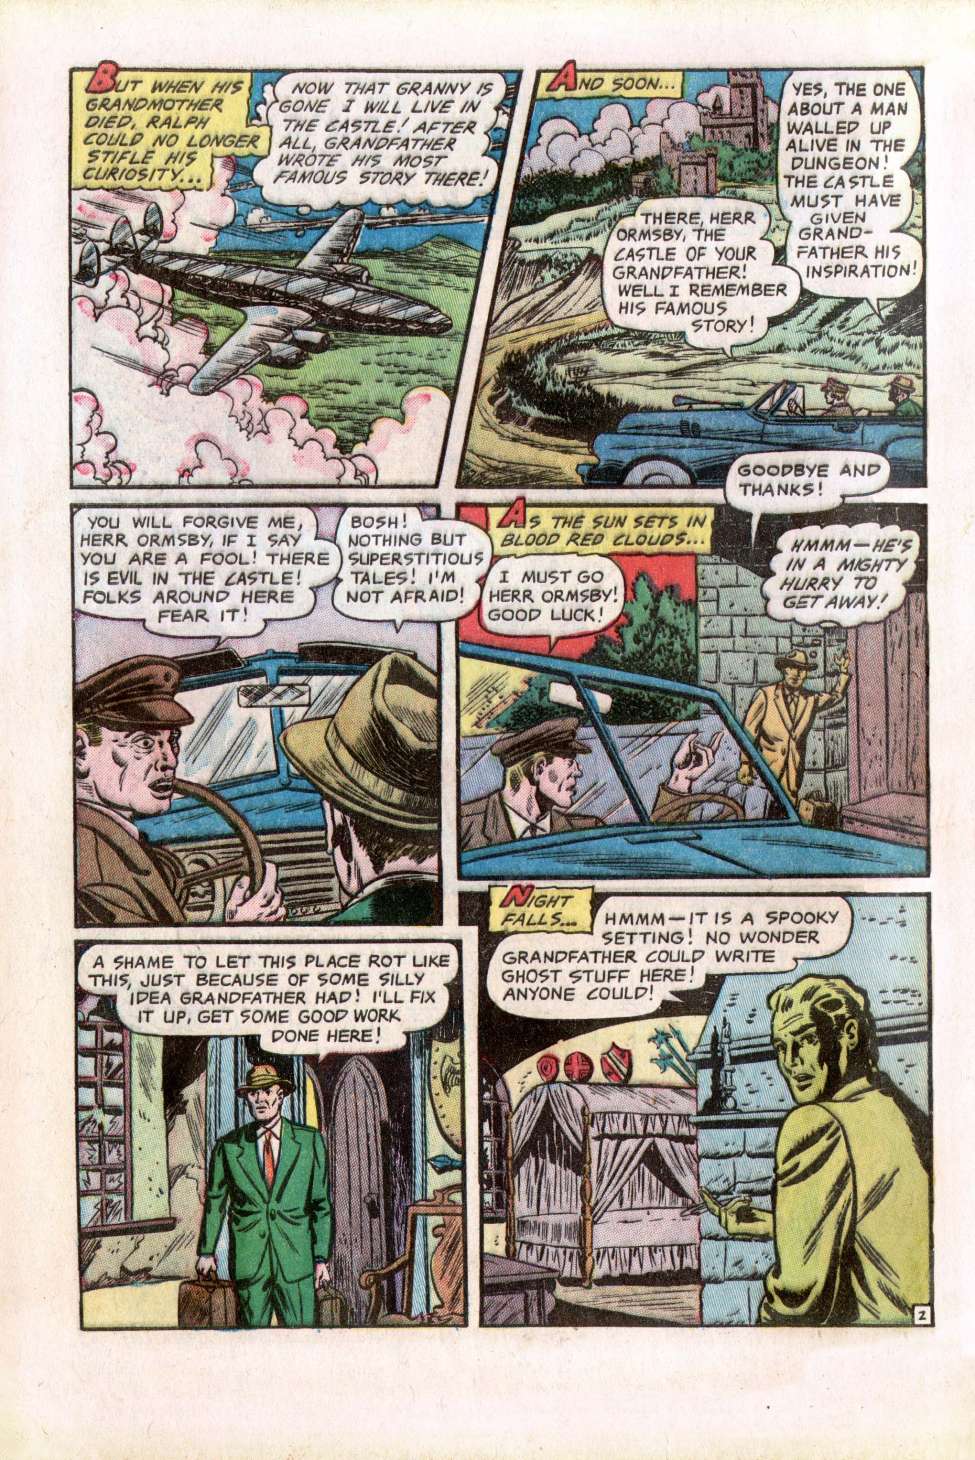 BUT WHEN HIS
GRANDMOTHER
DIED, RALPH
COULD NO LONGER
STIFLE HIS
CURIOSITY...
NOW THAT GRANNY IS
GONE I WILL LIVE IN
THE CASTLE! AFTER
ALL, GRANDFATHER
WROTE HIS MOST
FAMOUS STORY THERE!
AND SOON...
THERE, HERR
ORMSBY, THE
CASTLE OF YOUR
GRANDFATHER!
WELL I REMEMBER
HIS FAMOUS
STORY!
YES, THE ONE
ABOUT A MAN
WALLED UP
ALIVE IN THE
DUNGEON!
THE CASTLE
MUST HAVE
GIVEN
GRAND-
FATHER HIS
INSPIRATION!
YOU WILL FORGIVE ME,
HERR ORMSBY, IF I SAY
YOU ARE A FOOL! THERE
IS EVIL IN THE CASTLE!
FOLKS AROUND HERE
FEAR IT!
BOSH!
NOTHING BUT
SUPERSTITIOUS
TALES! I'M
NOT AFRAID!
AS THE SUN SETS IN
BLOOD RED CLOUDS...
I MUST GO
HERR ORMSBY!
GOOD LUCK!
GOODBYE AND
THANKS!
HMMM—HE'S
IN A MIGHTY
HURRY TO
GET AWAY!
A SHAME TO LET THIS PLACE ROT LIKE
THIS, JUST BECAUSE OF SOME SILLY
IDEA GRANDFATHER HAD! I'LL FIX
IT UP, GET SOME GOOD WORK
DONE HERE!
NIGHT
FALLS...
HMMM—IT IS A SPOOKY
SETTING! NO WONDER
GRANDFATHER COULD WRITE
GHOST STUFF HERE!
ANYONE COULD!
2